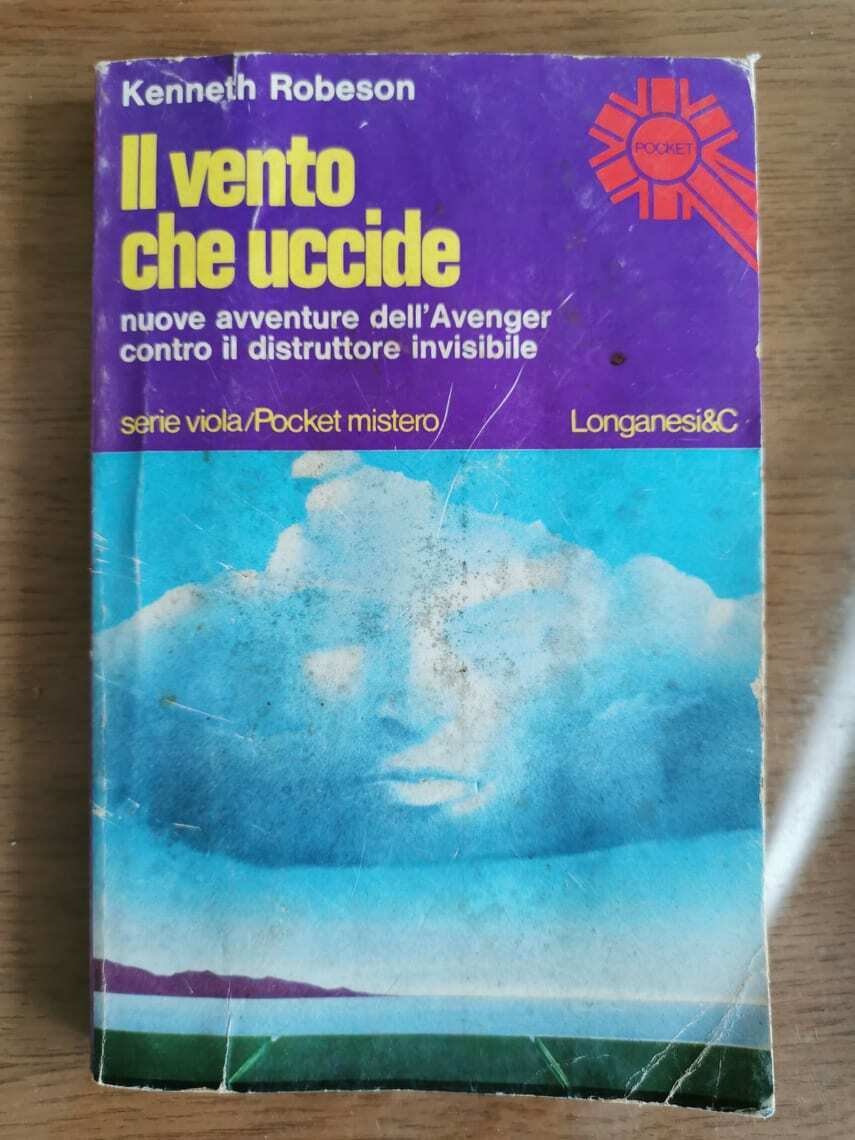 Kenneth Robeson
POCKET
Il vento
che uccide
nuove avventure dell'Avenger
contro il distruttore invisibile
serie viola/Pocket mistero
Longanesi&C